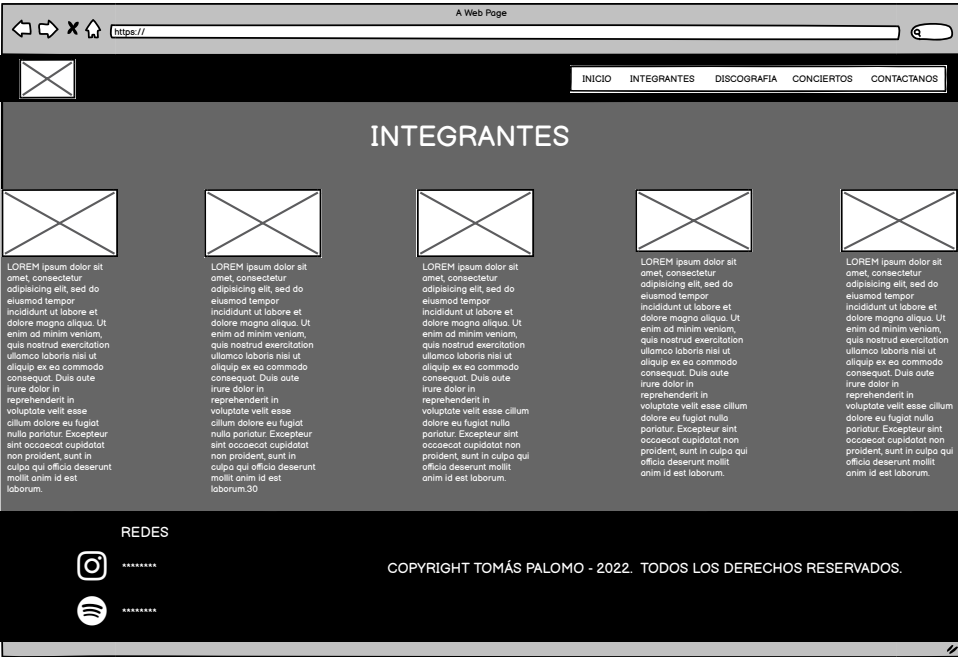 A Web Page
https://
INICIO INTEGRANTES DISCOGRAFIA CONCIERTOS CONTACTANOS
INTEGRANTES
LOREM ipsum dolor sit
amet, consectetur
adipisicing elit, sed do
eiusmod tempor
incididunt ut labore et
dolore magna aliqua. Ut
enim ad minim veniam,
quis nostrud exercitation
ullamco laboris nisi ut
aliquip ex ea commodo
consequat. Duis aute
irure dolor in
reprehenderit in
voluptate velit esse
cillum dolore eu fugiat
nulla pariatur. Excepteur
sint occaecat cupidatat
non proident, sunt in
culpa qui officia deserunt
mollit anim id est
laborum.
LOREM ipsum dolor sit
amet, consectetur
adipisicing elit, sed do
eiusmod tempor
incididunt ut labore et
dolore magna aliqua. Ut
enim ad minim veniam,
quis nostrud exercitation
ullamco laboris nisi ut
aliquip ex ea commodo
consequat. Duis aute
irure dolor in
reprehenderit in
voluptate velit esse
cillum dolore eu fugiat
nulla pariatur. Excepteur
sint occaecat cupidatat
non proident, sunt in
culpa qui officia deserunt
mollit anim id est
laborum.30
LOREM ipsum dolor sit
amet, consectetur
adipisicing elit, sed do
eiusmod tempor
incididunt ut labore et
dolore magna aliqua. Ut
enim ad minim veniam,
quis nostrud exercitation
ullamco laboris nisi ut
aliquip ex ea commodo
consequat. Duis aute
irure dolor in
reprehenderit in
voluptate velit esse cillum
dolore eu fugiat nulla
pariatur. Excepteur sint
occaecat cupidatat non
proident, sunt in culpa qui
officia deserunt mollit
anim id est laborum.
LOREM ipsum dolor sit
amet, consectetur
adipisicing elit, sed do
eiusmod tempor
incididunt ut labore et
dolore magna aliqua. Ut
enim ad minim veniam,
quis nostrud exercitation
ullamco laboris nisi ut
aliquip ex ea commodo
consequat. Duis aute
irure dolor in
reprehenderit in
voluptate velit esse cillum
dolore eu fugiat nulla
pariatur. Excepteur sint
occaecat cupidatat non
proident, sunt in culpa qui
officia deserunt mollit
anim id est laborum.
LOREM ipsum dolor sit
amet, consectetur
adipisicing elit, sed do
eiusmod tempor
incididunt ut labore et
dolore magna aliqua. Ut
enim ad minim veniam,
quis nostrud exercitation
ullamco laboris nisi ut
aliquip ex ea commodo
consequat. Duis aute
irure dolor in
reprehenderit in
voluptate velit esse cillum
dolore eu fugiat nulla
pariatur. Excepteur sint
occaecat cupidatat non
proident, sunt in culpa qui
officia deserunt mollit
anim id est laborum.
REDES
********
********
COPYRIGHT TOMÁS PALOMO - 2022. TODOS LOS DERECHOS RESERVADOS.